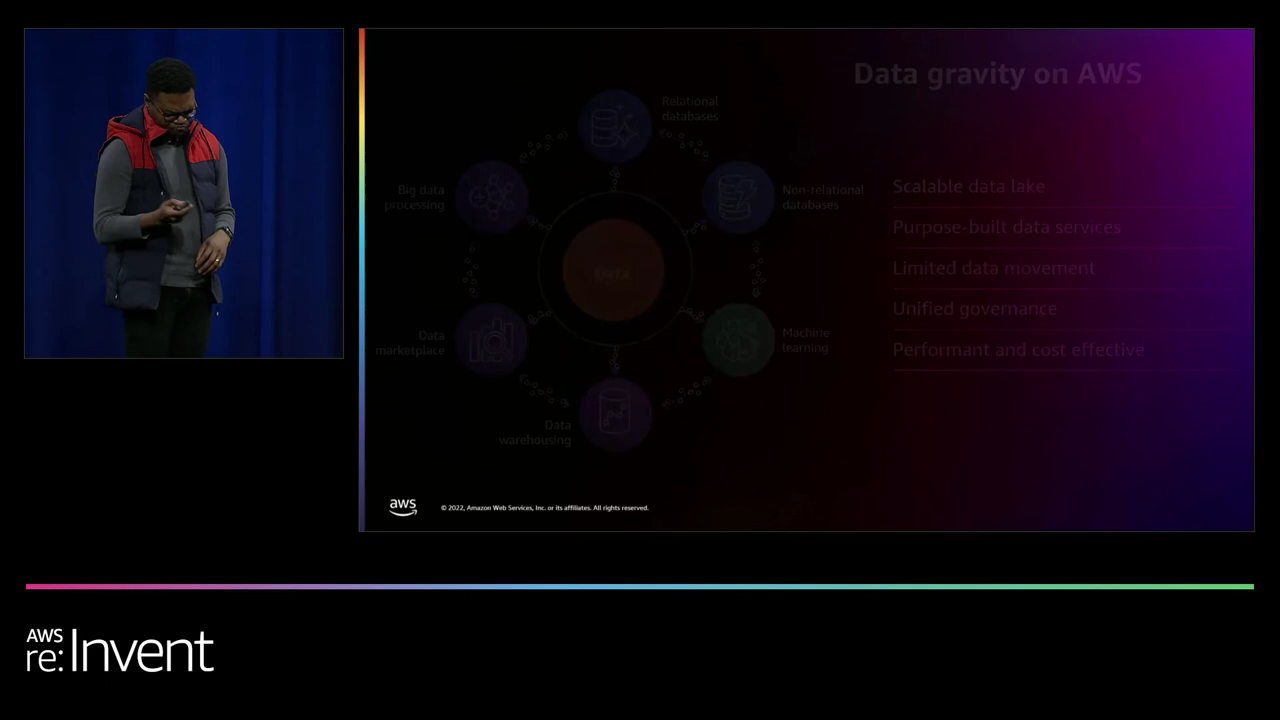 Data gravity on AWS
Relational
databases
Big data
processing
Non-relational
databases
Data
Data
marketplace
Machine
learning
Data
warehousing
Scalable data lake
Purpose-built data services
Limited data movement
Unified governance
Performant and cost effective
aws
© 2022, Amazon Web Services, Inc. or its affiliates. All rights reserved.
AWS
re:Invent